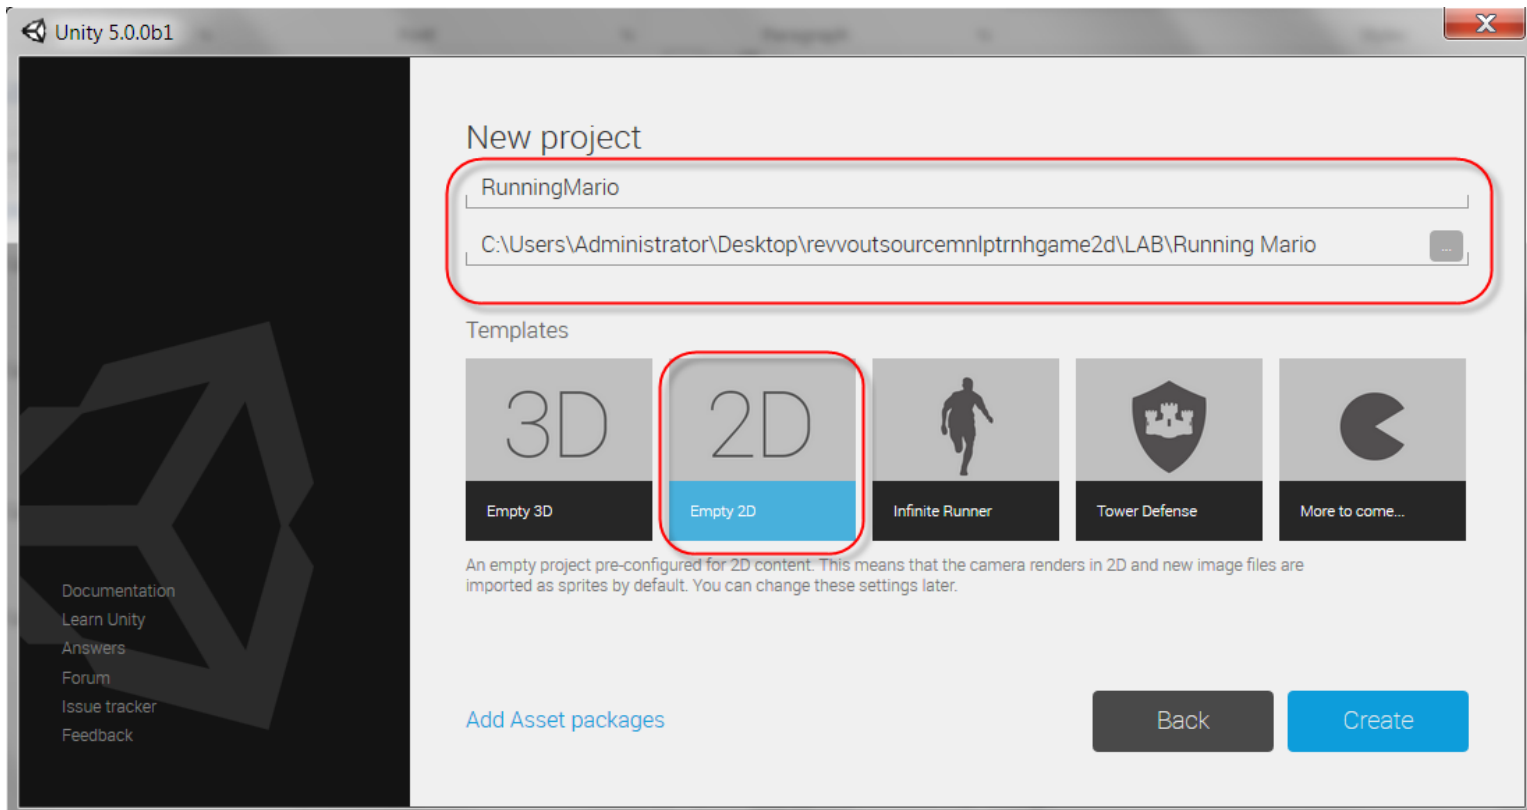 Unity 5.0.0b1
X
New project
RunningMario
C:\Users\Administrator\Desktop\revvoutsourcemnlptrnhgame2d\LAB\Running Mario
...
Templates
3D
2D
Empty 3D
Empty 2D
Infinite Runner
Tower Defense
More to come...
An empty project pre-configured for 2D content. This means that the camera renders in 2D and new image files are
imported as sprites by default. You can change these settings later.
Documentation
Learn Unity
Answers
Forum
Issue tracker
Feedback
Add Asset packages
Back
Create